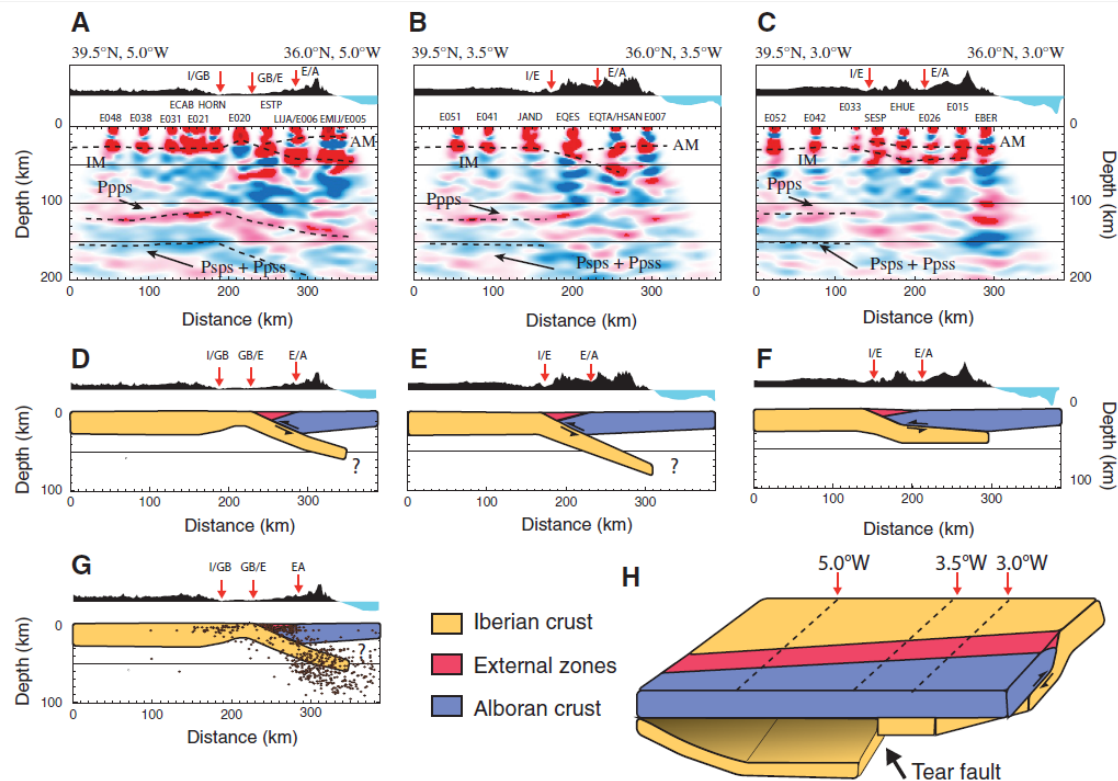 A
39.5°N, 5.0°W 36.0°N, 5.0°W
I/GB GB/E E/A
ECAB HORN ESTP
E048 E038 E031 E021 E020 LIJA/E006 EMIJ/E005
0
AM
IM
Ppps
100
Psps + Ppss
200
Depth (km)
0 100 200 300
Distance (km)
B
39.5°N, 3.5°W 36.0°N, 3.5°W
I/E E/A
E051 E041 JAND EQES EQTA/HSAN E007
AM
IM
Ppps
Psps + Ppss
0 100 200 300
Distance (km)
C
39.5°N, 3.0°W 36.0°N, 3.0°W
I/E E/A
E033 EHUE E015
E052 E042 SESP E026 EBER
0
AM
IM
Ppps
100
Psps + Ppss
200
Depth (km)
0 100 200 300
Distance (km)
D
I/GB GB/E E/A
0
?
100
Depth (km)
0 100 200 300
Distance (km)
E
I/E E/A
?
0 100 200 300
Distance (km)
F
I/E E/A
0
100
Depth (km)
0 100 200 300
Distance (km)
G
I/GB GB/E EA
0
?
100
Depth (km)
0 100 200 300
Distance (km)
Iberian crust
External zones
Alboran crust
H
5.0°W 3.5°W 3.0°W
Tear fault